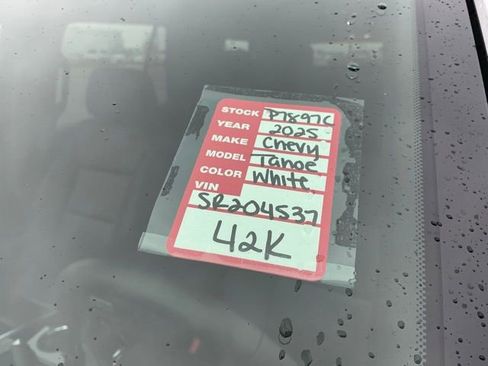 STOCK P7897C
YEAR 2025
MAKE Chevy
MODEL Tahoe
COLOR White
VIN
SR204537
42K